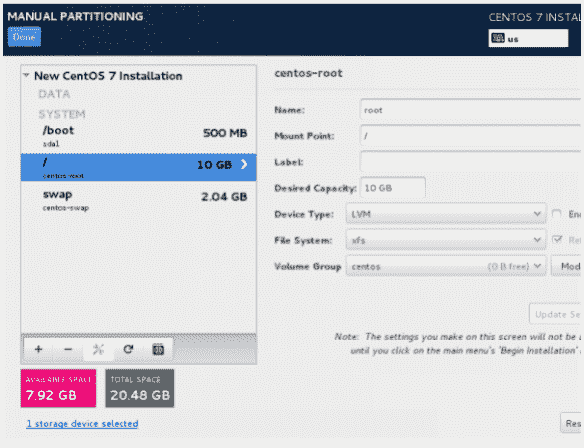 MANUAL PARTITIONING
CENTOS 7 INSTAL
Done
us
New CentOS 7 Installation
DATA
SYSTEM
/boot 500 MB
sda1
/ 10 GB
centos-root
swap 2.04 GB
centos-swap
centos-root
Name: root
Mount Point: /
Label:
Desired Capacity: 10 GB
Device Type: LVM
File System: xfs
Volume Group centos (0 B free) Mod
Update Se
Note: The settings you make on this screen will not be
until you click on the main menu's 'Begin Installation'
+ -
AVAILABLE SPACE
7.92 GB
TOTAL SPACE
20.48 GB
1 storage device selected
Res